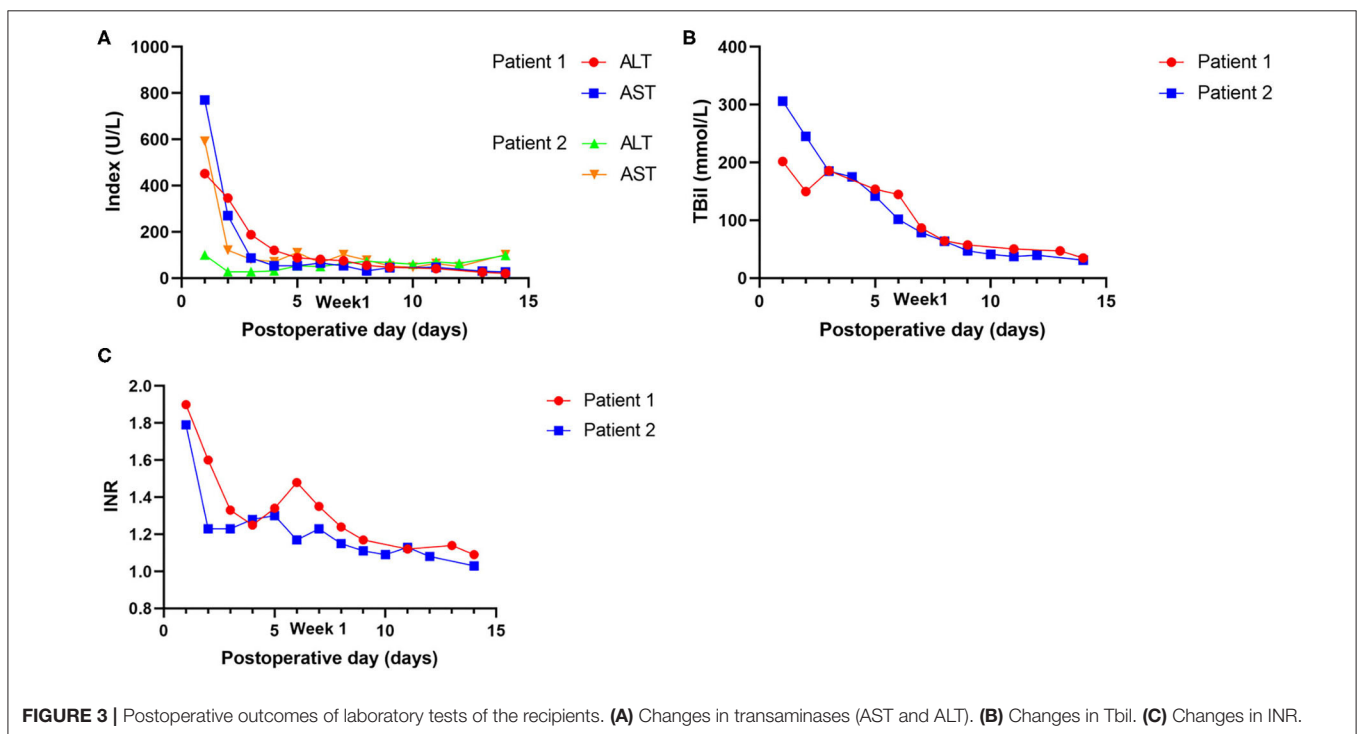 A
1000
800
600
400
200
0
Index (U/L)
0 5 Week1 10 15
Postoperative day (days)
Patient 1 ALT
AST
Patient 2 ALT
AST
B
400
300
200
100
0
TBil (mmol/L)
0 5 Week1 10 15
Postoperative day (days)
Patient 1
Patient 2
C
2.0
1.8
1.6
1.4
1.2
1.0
0.8
INR
0 5 Week 1 10 15
Postoperative day (days)
Patient 1
Patient 2
FIGURE 3 | Postoperative outcomes of laboratory tests of the recipients. (A) Changes in transaminases (AST and ALT). (B) Changes in Tbil. (C) Changes in INR.